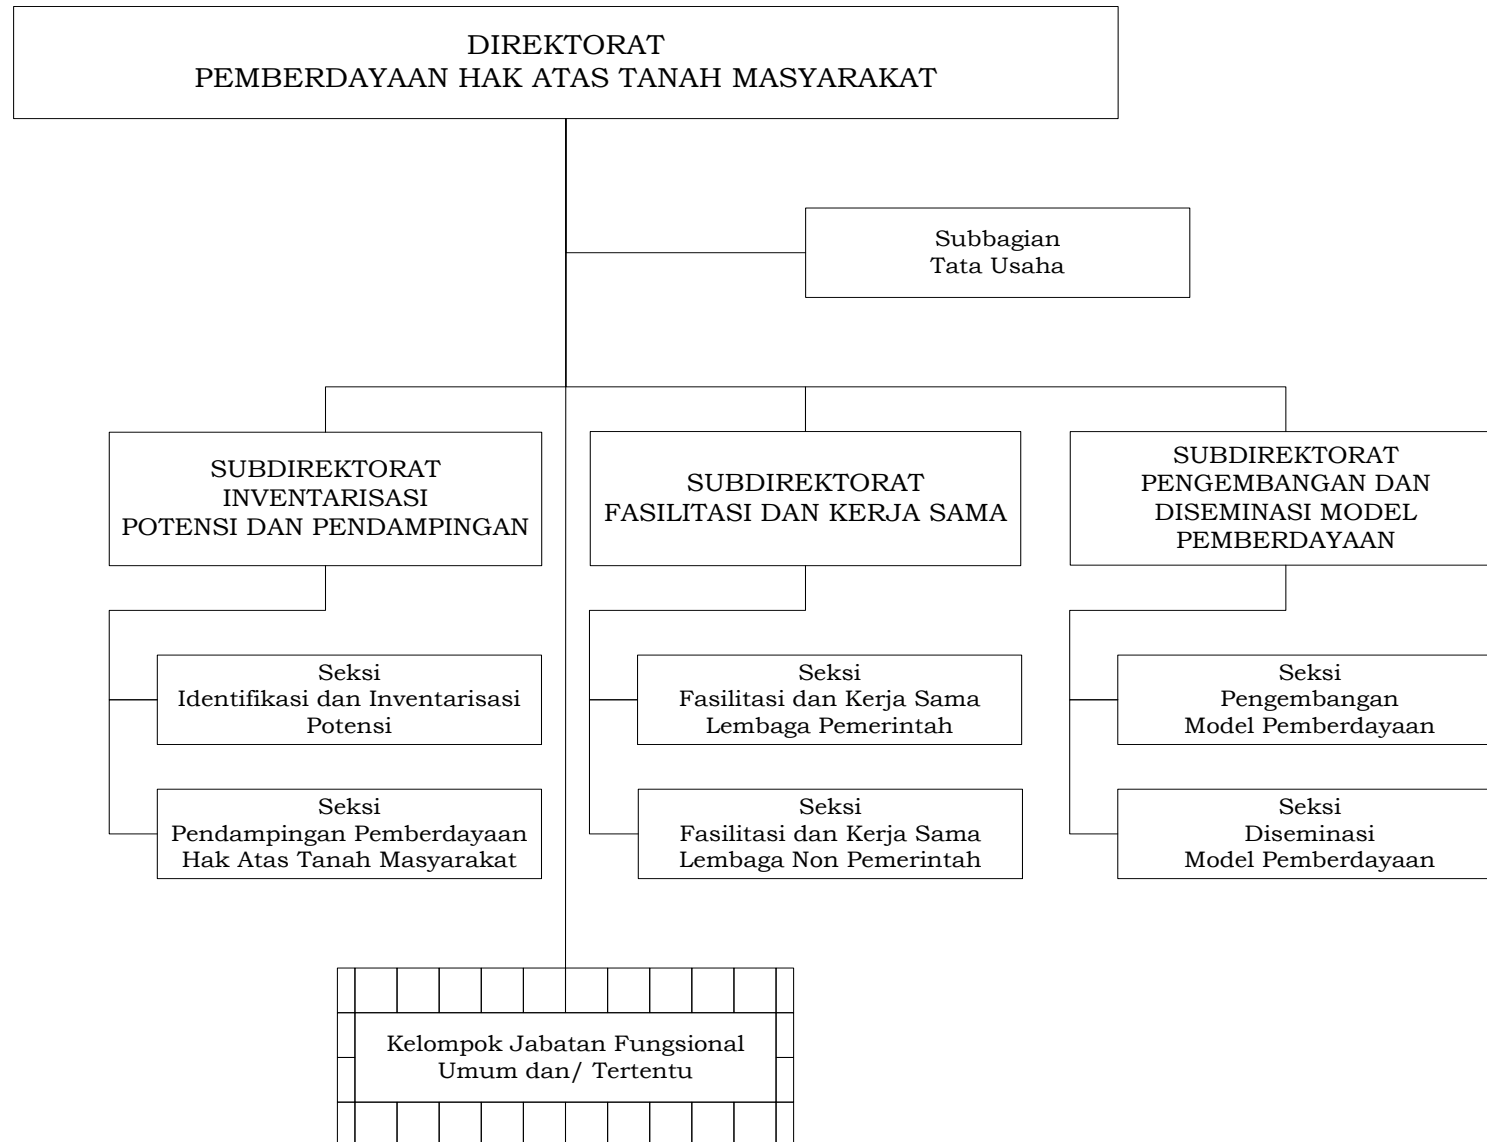 DIREKTORAT
PEMBERDAYAAN HAK ATAS TANAH MASYARAKAT
Subbagian
Tata Usaha
SUBDIREKTORAT
INVENTARISASI
POTENSI DAN PENDAMPINGAN
SUBDIREKTORAT
FASILITASI DAN KERJA SAMA
SUBDIREKTORAT
PENGEMBANGAN DAN
DISEMINASI MODEL
PEMBERDAYAAN
Seksi
Identifikasi dan Inventarisasi
Potensi
Seksi
Fasilitasi dan Kerja Sama
Lembaga Pemerintah
Seksi
Pengembangan
Model Pemberdayaan
Seksi
Pendampingan Pemberdayaan
Hak Atas Tanah Masyarakat
Seksi
Fasilitasi dan Kerja Sama
Lembaga Non Pemerintah
Seksi
Diseminasi
Model Pemberdayaan
Kelompok Jabatan Fungsional
Umum dan/ Tertentu